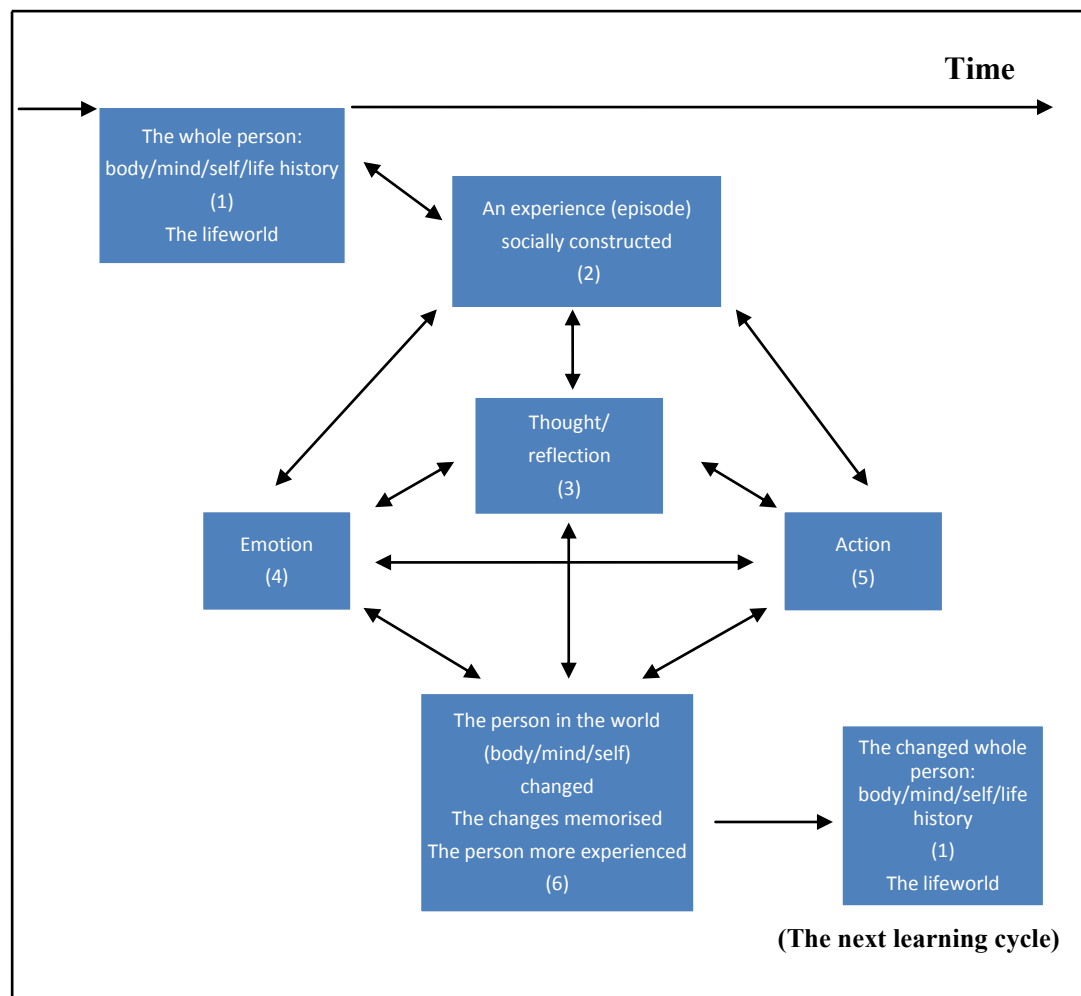 Time
The whole person:
body/mind/self/life history
(1)
The lifeworld
An experience (episode)
socially constructed
(2)
Thought/
reflection
(3)
Emotion
(4)
Action
(5)
The person in the world
(body/mind/self)
changed
The changes memorised
The person more experienced
(6)
The changed whole
person:
body/mind/self/life
history
(1)
The lifeworld
(The next learning cycle)